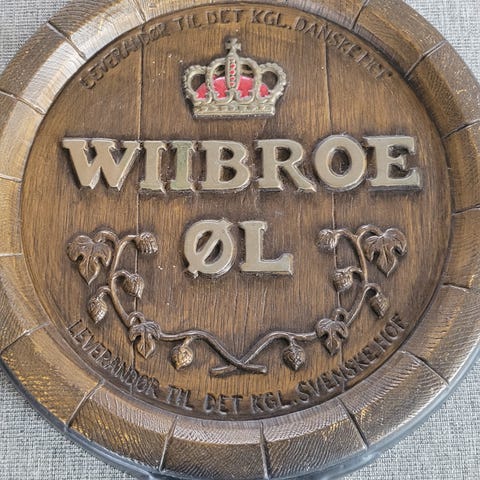 LEVERANDØR TIL DET KGL. DANSKE HOF
WIIBROE
ØL
LEVERANDØR TIL DET KGL. SVENSKE HOF